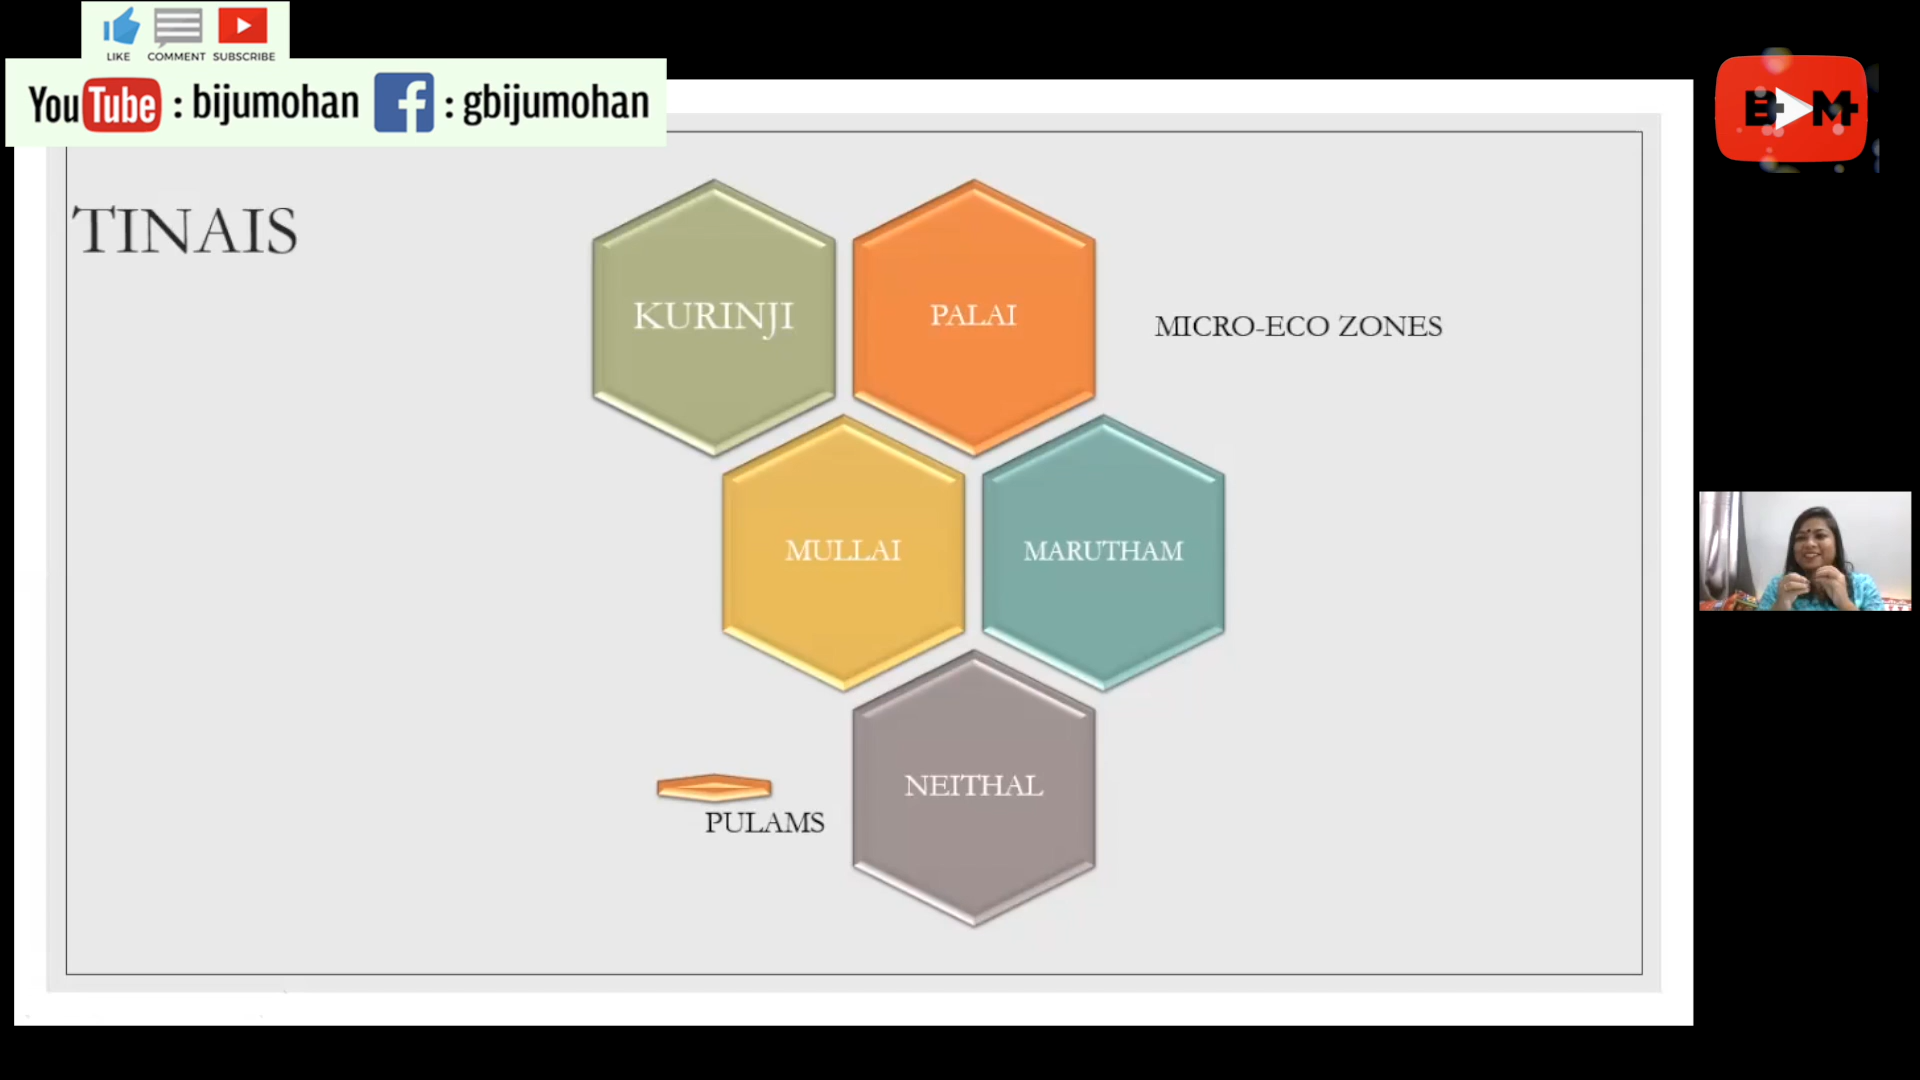 LIKE COMMENT SUBSCRIBE
YouTube : bijumohan f : gbijumohan
B M
TINAIS
KURINJI
PALAI
MICRO-ECO ZONES
MULLAI
MARUTHAM
NEITHAL
PULAMS